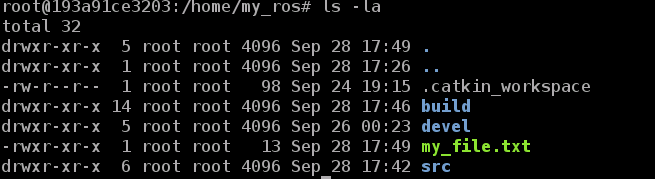 root@193a91ce3203:/home/my_ros# ls -la
total 32
drwxr-xr-x  5 root root 4096 Sep 28 17:49 .
drwxr-xr-x  1 root root 4096 Sep 28 17:26 ..
-rw-r--r--  1 root root   98 Sep 24 19:15 .catkin_workspace
drwxr-xr-x 14 root root 4096 Sep 28 17:46 build
drwxr-xr-x  5 root root 4096 Sep 26 00:23 devel
-rwxr-xr-x  1 root root   13 Sep 28 17:49 my_file.txt
drwxr-xr-x  6 root root 4096 Sep 28 17:42 src